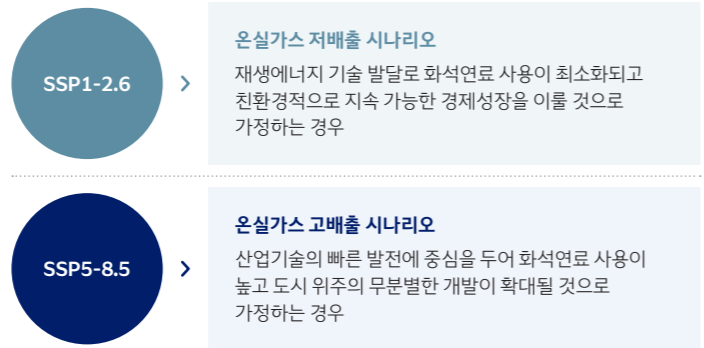 SSP1-2.6
온실가스 저배출 시나리오
재생에너지 기술 발달로 화석연료 사용이 최소화되고
친환경적으로 지속 가능한 경제성장을 이룰 것으로
가정하는 경우
SSP5-8.5
온실가스 고배출 시나리오
산업기술의 빠른 발전에 중심을 두어 화석연료 사용이
높고 도시 위주의 무분별한 개발이 확대될 것으로
가정하는 경우